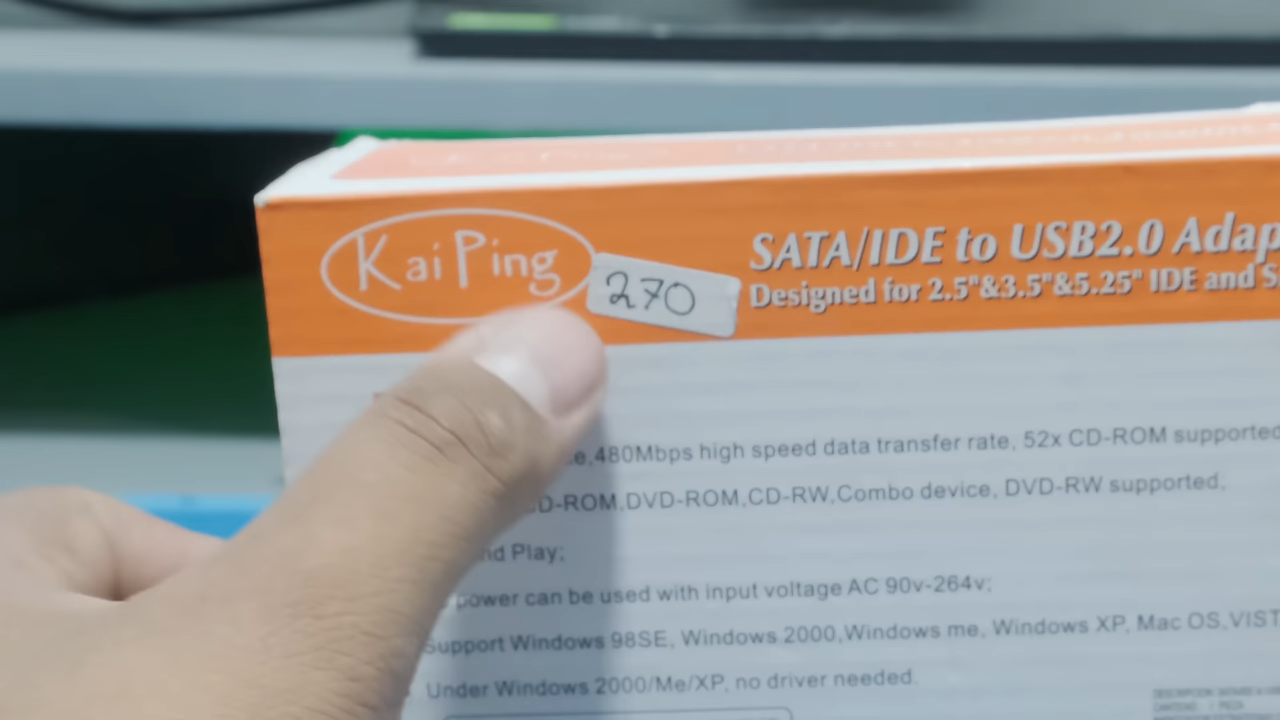 Kai Ping
270
SATA/IDE to USB2.0 Adap
Designed for 2.5"&3.5"&5.25" IDE and S
e,480Mbps high speed data transfer rate, 52x CD-ROM supported
D-ROM,DVD-ROM,CD-RW,Combo device, DVD-RW supported,
nd Play;
power can be used with input voltage AC 90v-264v;
Support Windows 98SE, Windows 2000,Windows me, Windows XP, Mac OS,VIST
Under Windows 2000/Me/XP, no driver needed.